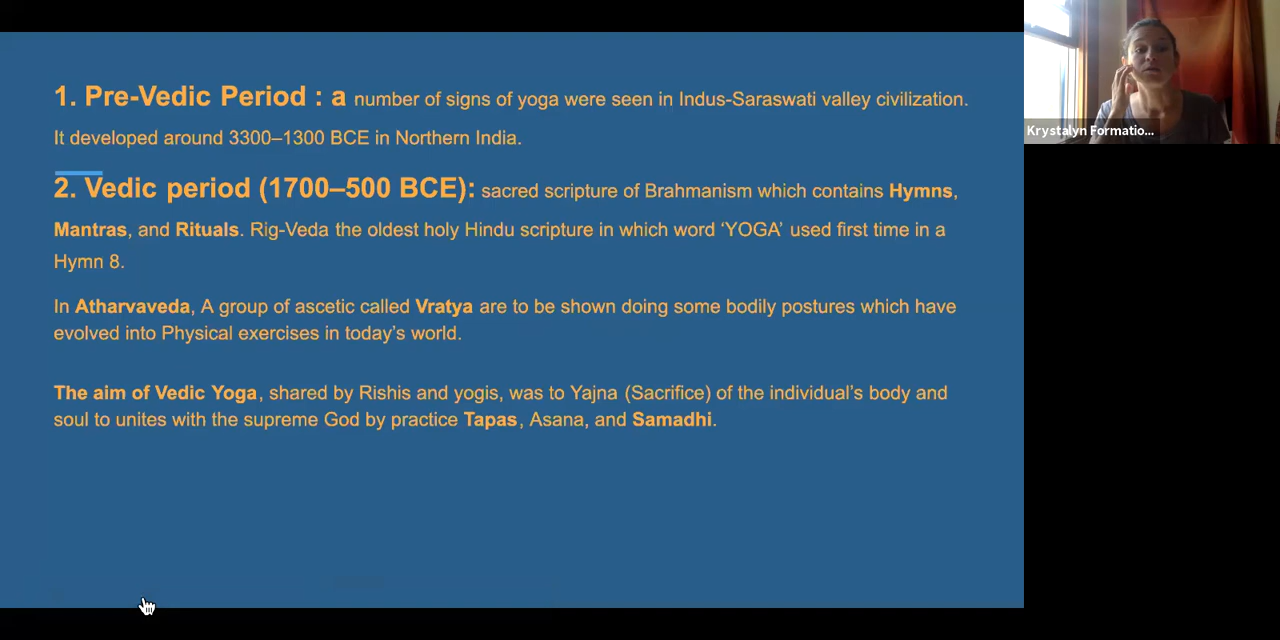 1. Pre-Vedic Period : a number of signs of yoga were seen in Indus-Saraswati valley civilization.
It developed around 3300–1300 BCE in Northern India.
2. Vedic period (1700–500 BCE): sacred scripture of Brahmanism which contains Hymns,
Mantras, and Rituals. Rig-Veda the oldest holy Hindu scripture in which word ‘YOGA’ used first time in a
Hymn 8.
In Atharvaveda, A group of ascetic called Vratya are to be shown doing some bodily postures which have
evolved into Physical exercises in today’s world.
The aim of Vedic Yoga, shared by Rishis and yogis, was to Yajna (Sacrifice) of the individual’s body and
soul to unites with the supreme God by practice Tapas, Asana, and Samadhi.
Krystalyn Formatio...